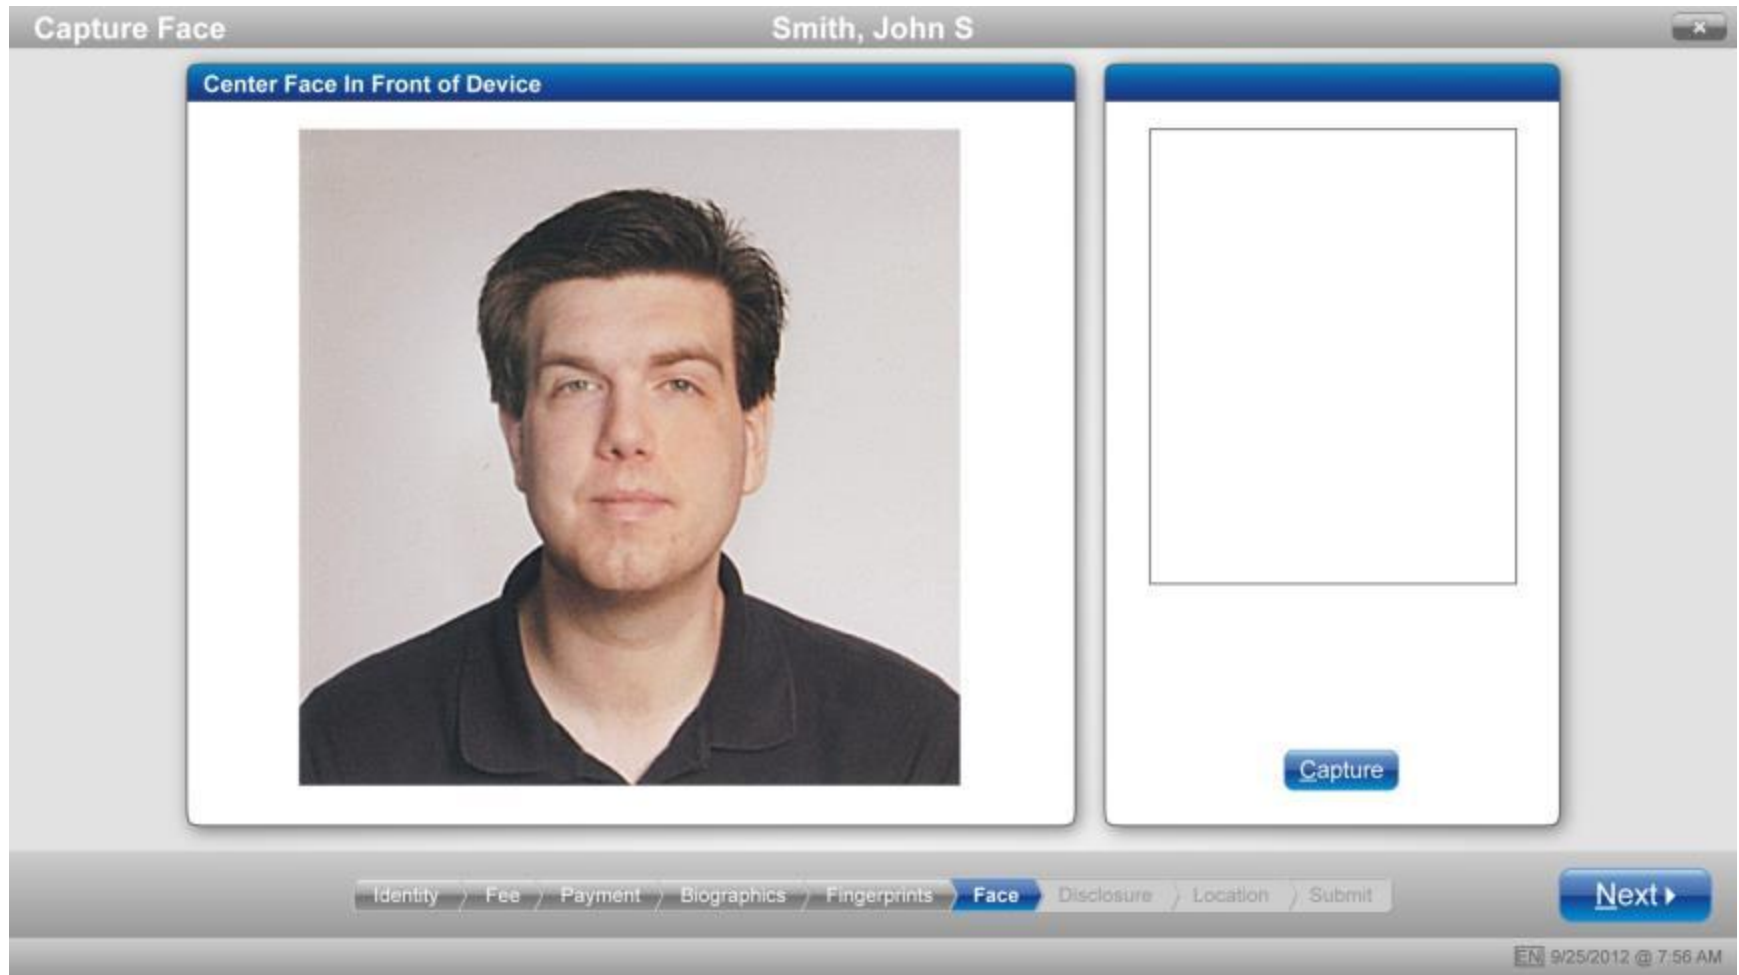 Capture Face
Smith, John S
×
Center Face In Front of Device
Capture
Identity
Fee
Payment
Biographics
Fingerprints
Face
Disclosure
Location
Submit
Next
EN 9/25/2012 @ 7:56 AM